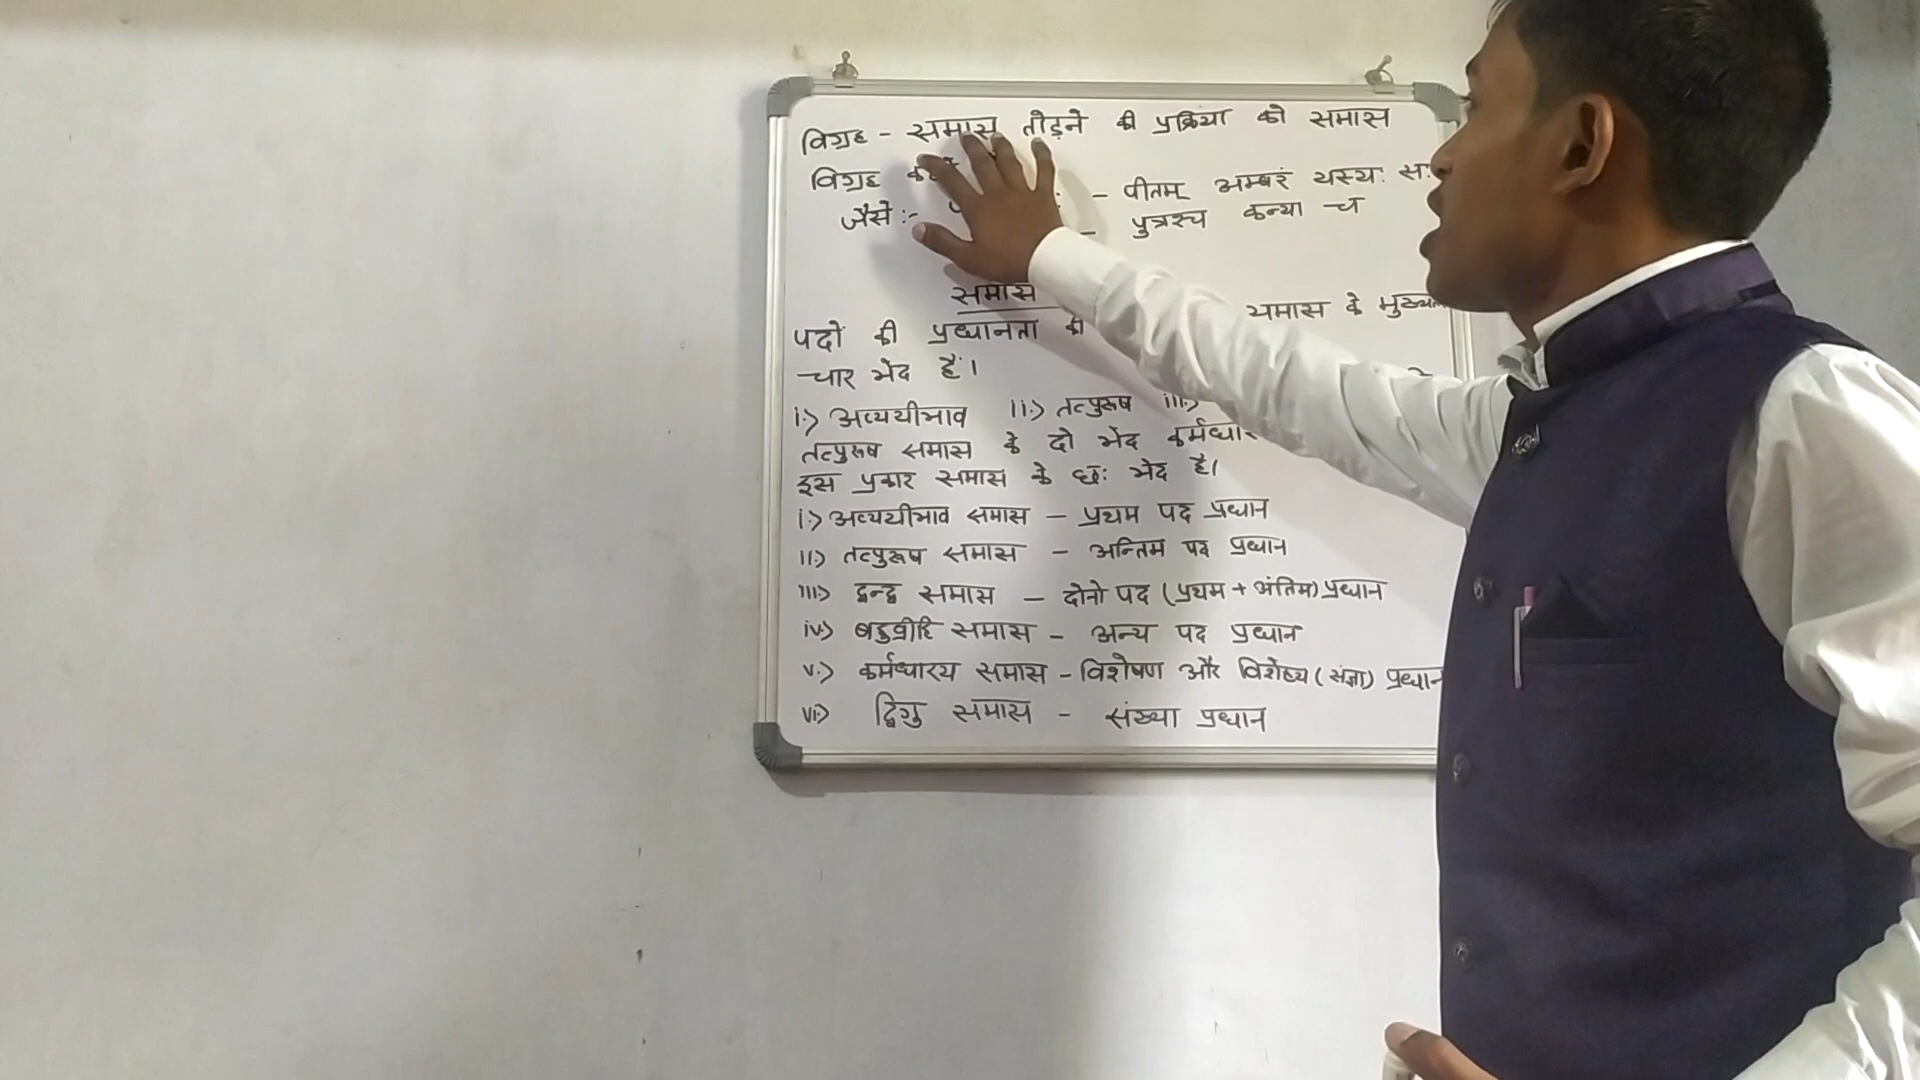 विग्रह - समास तोड़ने की प्रक्रिया को समास
विग्रह
जैसे :- - पीतम् अम्बरं यस्यः सः
- पुत्रस्च कन्या च
समास
पदों की प्रधानता की समास के मुख्यतः
चार भेद हैं।
i.) अव्ययीभाव ii.) तत्पुरूष iii.)
तत्पुरूष समास के दो भेद
इस प्रकार समास के छः भेद है।
i.) अव्ययीभाव समास - प्रथम पद प्रधान
ii.) तत्पुरूष समास - अन्तिम पद प्रधान
iii.) द्वन्द्व समास - दोनो पद (प्रथम + अंतिम) प्रधान
iv.) बहुव्रीहि समास - अन्य पद प्रधान
v.) कर्मधारय समास - विशेषण और विशेष्य (संज्ञा) प्रधान
vi.) द्विगु समास - संख्या प्रधान